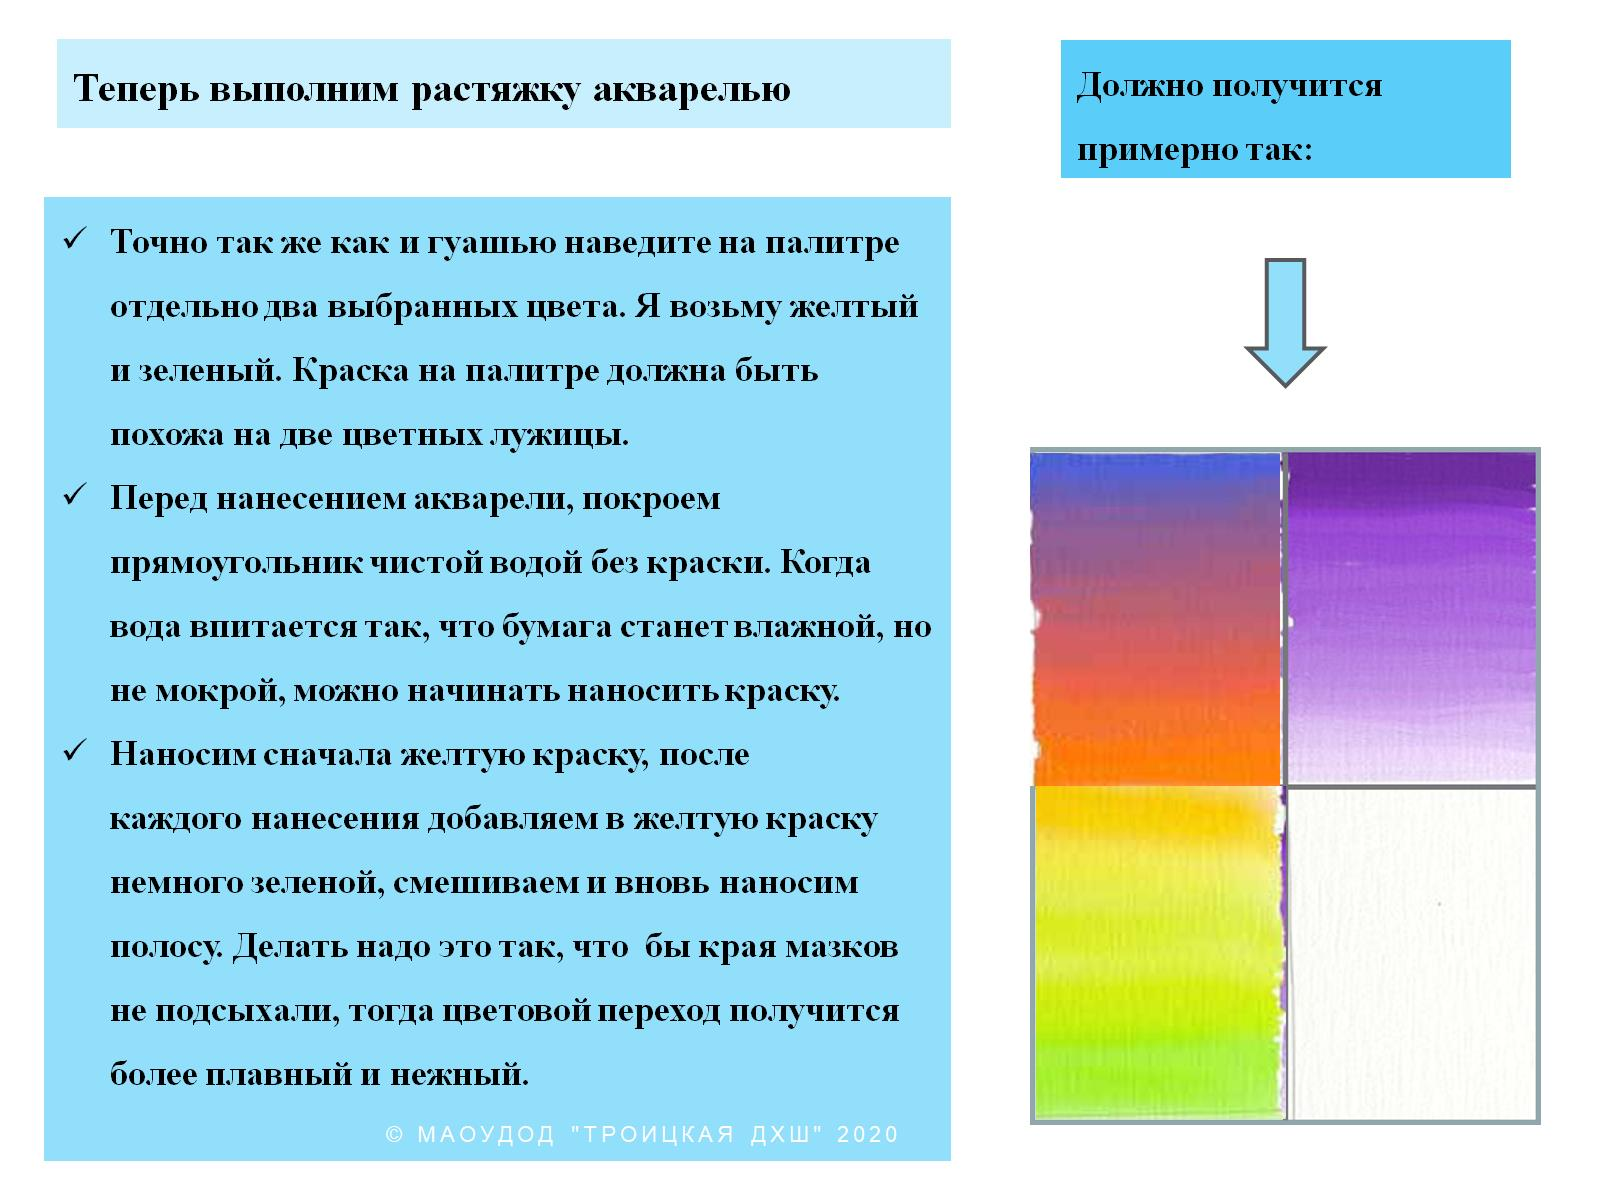 Теперь выполним растяжку акварелью
Должно получится
примерно так:
✓ Точно так же как и гуашью наведите на палитре
отдельно два выбранных цвета. Я возьму желтый
и зеленый. Краска на палитре должна быть
похожа на две цветных лужицы.
✓ Перед нанесением акварели, покроем
прямоугольник чистой водой без краски. Когда
вода впитается так, что бумага станет влажной, но
не мокрой, можно начинать наносить краску.
✓ Наносим сначала желтую краску, после
каждого нанесения добавляем в желтую краску
немного зеленой, смешиваем и вновь наносим
полосу. Делать надо это так, что  бы края мазков
не подсыхали, тогда цветовой переход получится
более плавный и нежный.
© МАОУДОД "ТРОИЦКАЯ ДХШ" 2020